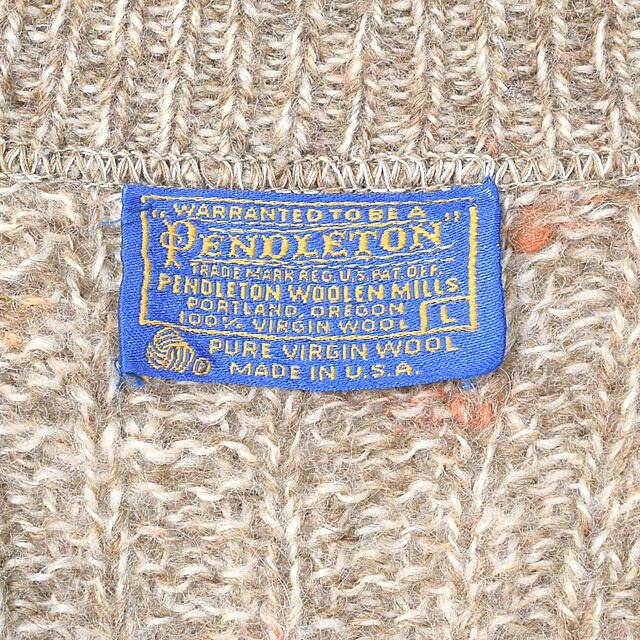 "WARRANTED TO BE A"
PENDLETON
TRADE MARK REG. U.S. PAT. OFF.
PENDLETON WOOLEN MILLS
PORTLAND, OREGON
100% VIRGIN WOOL L
® PURE VIRGIN WOOL
MADE IN U.S.A.